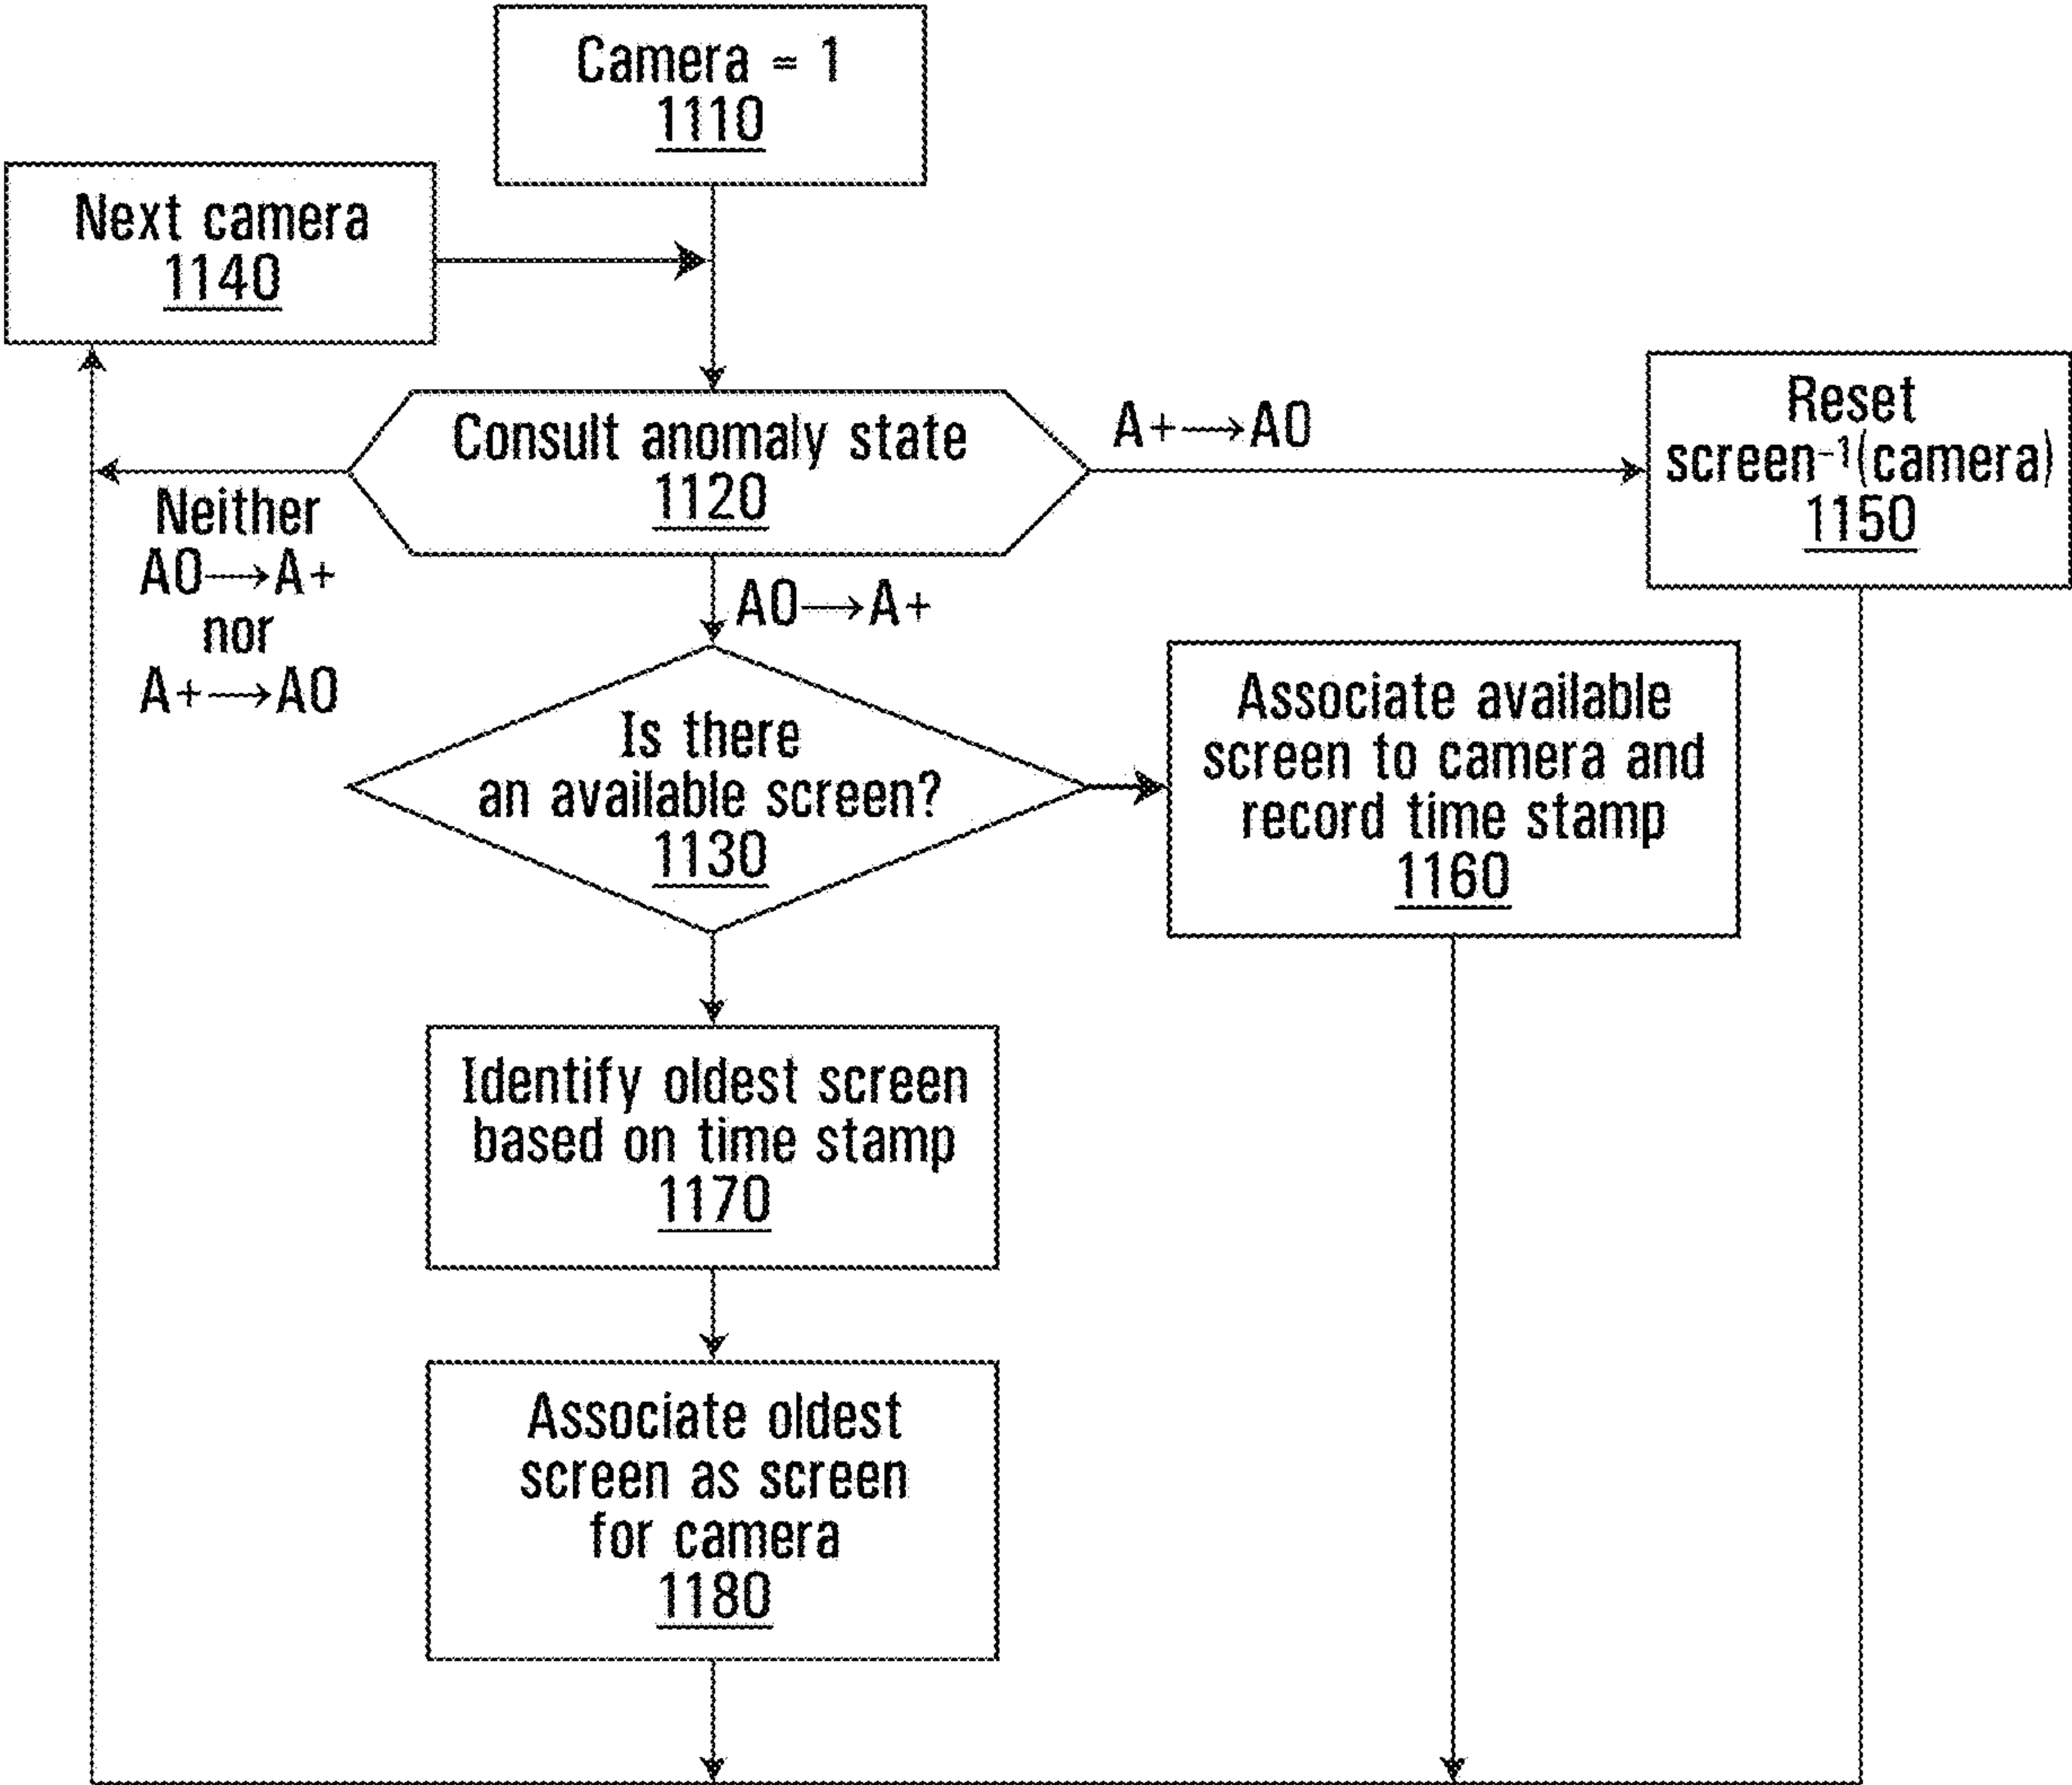 Camera = 1
1110
Next camera
1140
Consult anomaly state
1120
A+→A0
Reset
screen⁻¹(camera)
1150
Neither
A0→A+
nor
A+→A0
A0→A+
Is there
an available screen?
1130
Associate available
screen to camera and
record time stamp
1160
Identify oldest screen
based on time stamp
1170
Associate oldest
screen as screen
for camera
1180